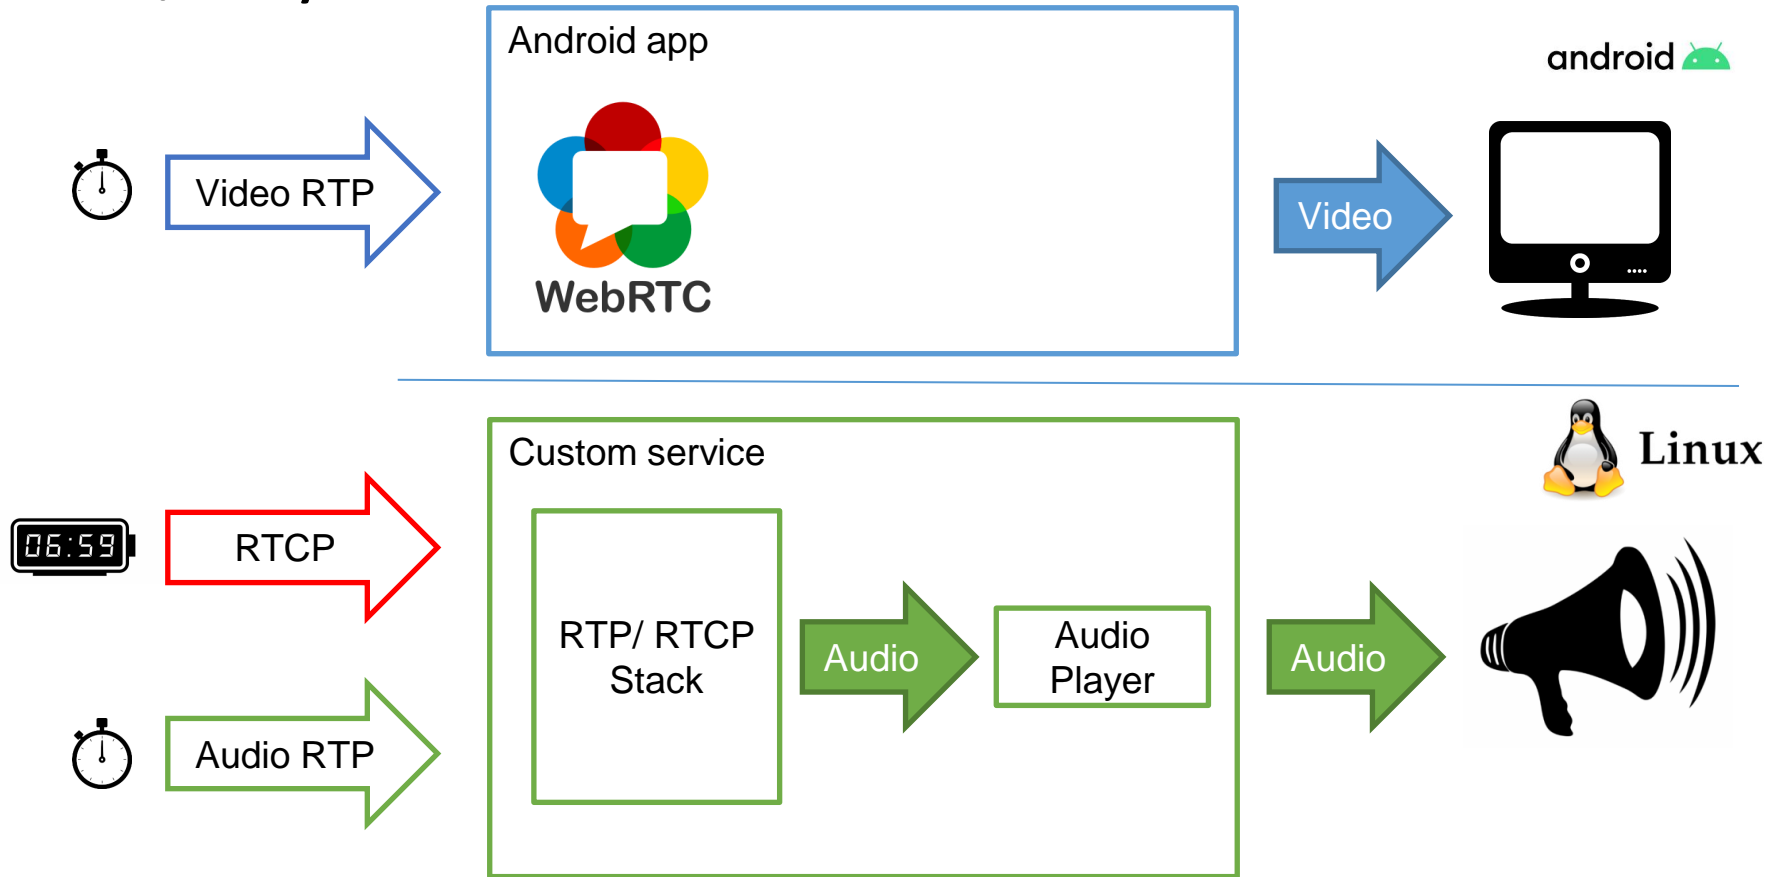 Android app
android
Video RTP
WebRTC
Video
Custom service
Linux
06:59
RTCP
RTP/ RTCP
Stack
Audio
Audio
Player
Audio
Audio RTP